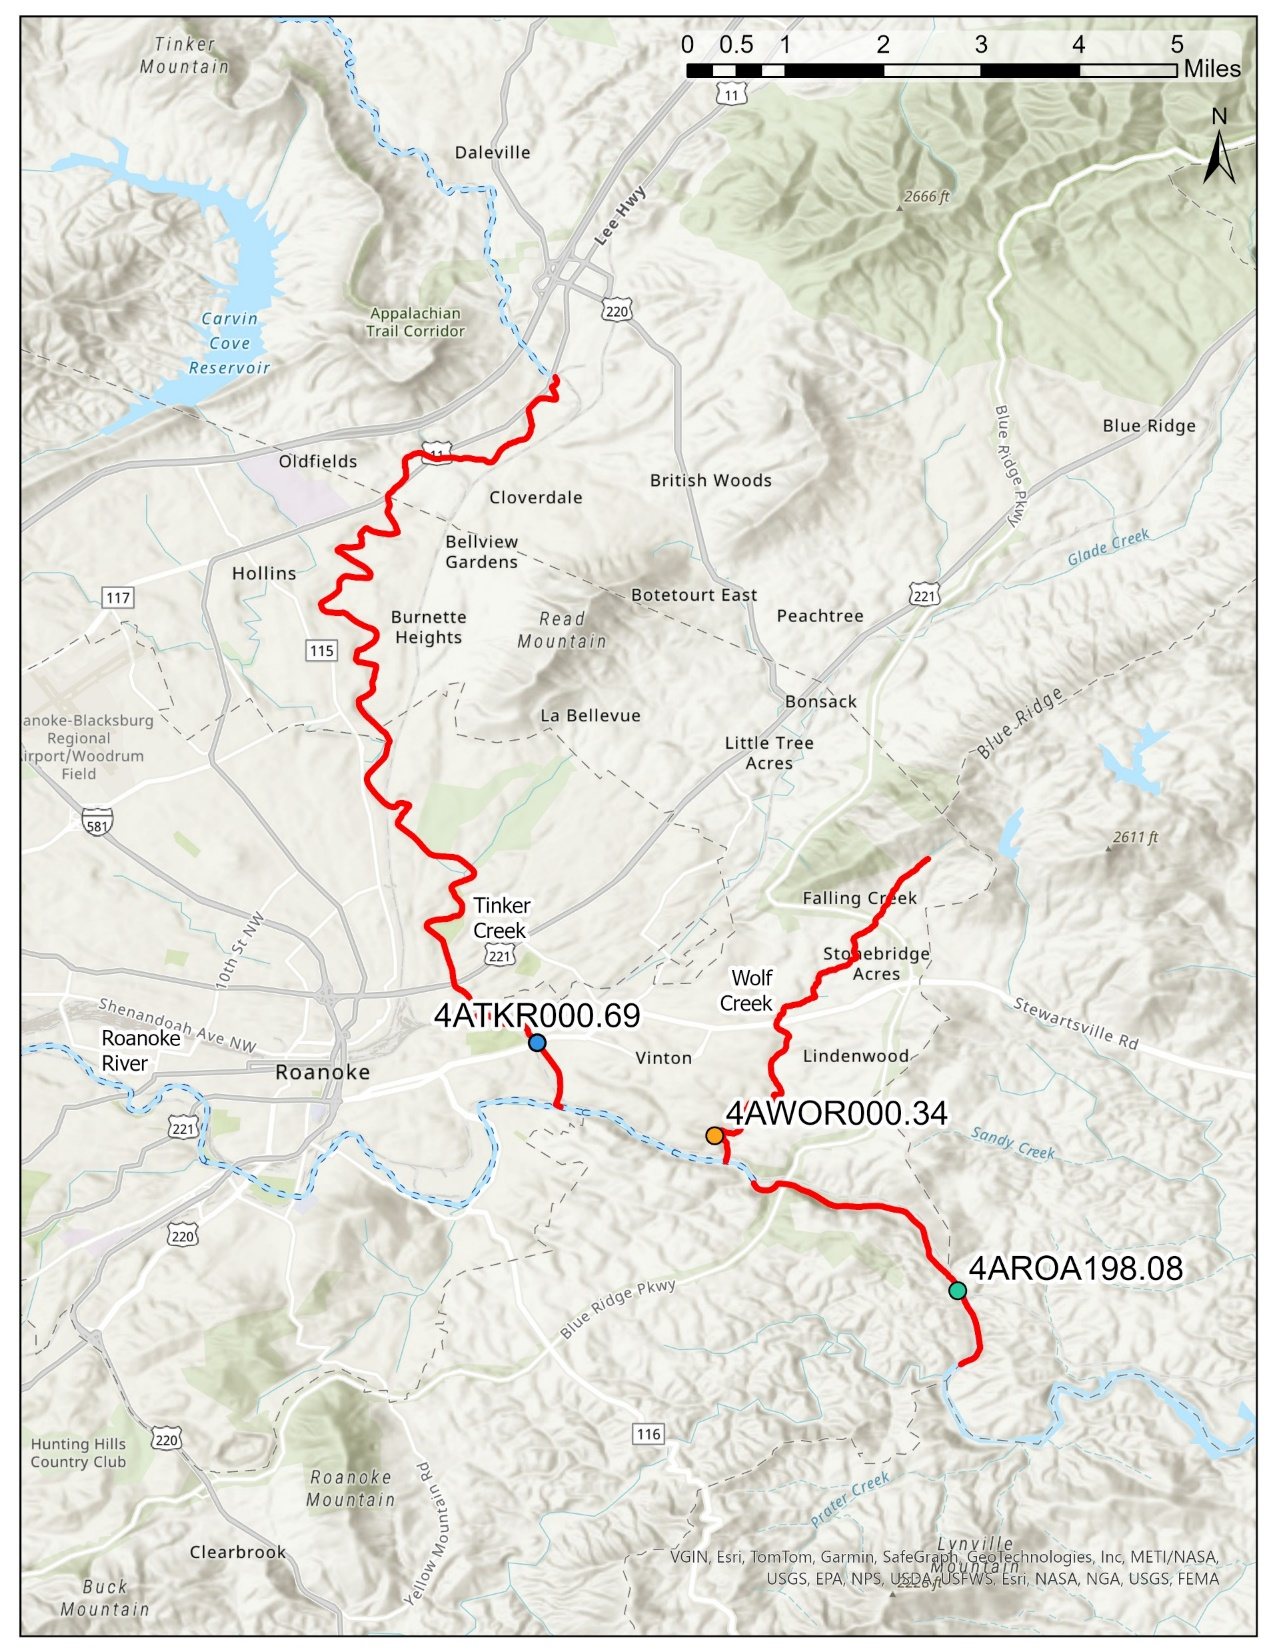 Tinker
Mountain
0 0.5 1 2 3 4 5
Miles
11
N
Daleville
2666 ft
Lee Hwy
Carvin
Cove
Reservoir
Appalachian
Trail Corridor
220
Blue Ridge Pkwy
Blue Ridge
11
Oldfields
British Woods
Cloverdale
Bellview
Gardens
Glade Creek
Hollins
117
Botetourt East
221
Burnette
Heights
Read
Mountain
Peachtree
115
Bonsack
La Bellevue
Blue Ridge
anoke-Blacksburg
Regional
irport/Woodrum
Field
Little Tree
Acres
581
2611 ft
Falling Creek
Tinker
Creek
10th St NW
221
Stonebridge
Acres
Wolf
Creek
4ATKR000.69
Shenandoah Ave NW
Stewartsville Rd
Roanoke
River
Vinton
Lindenwood
Roanoke
4AWOR000.34
221
Sandy Creek
220
4AROA198.08
Blue Ridge Pkwy
116
220
Hunting Hills
Country Club
Roanoke
Mountain
Yellow Mountain Rd
Prater Creek
Clearbrook
Lynville
Mountain
VGIN, Esri, TomTom, Garmin, SafeGraph, GeoTechnologies, Inc, METI/NASA,
USGS, EPA, NPS, USDA, USFWS, Esri, NASA, NGA, USGS, FEMA
2226 ft
Buck
Mountain